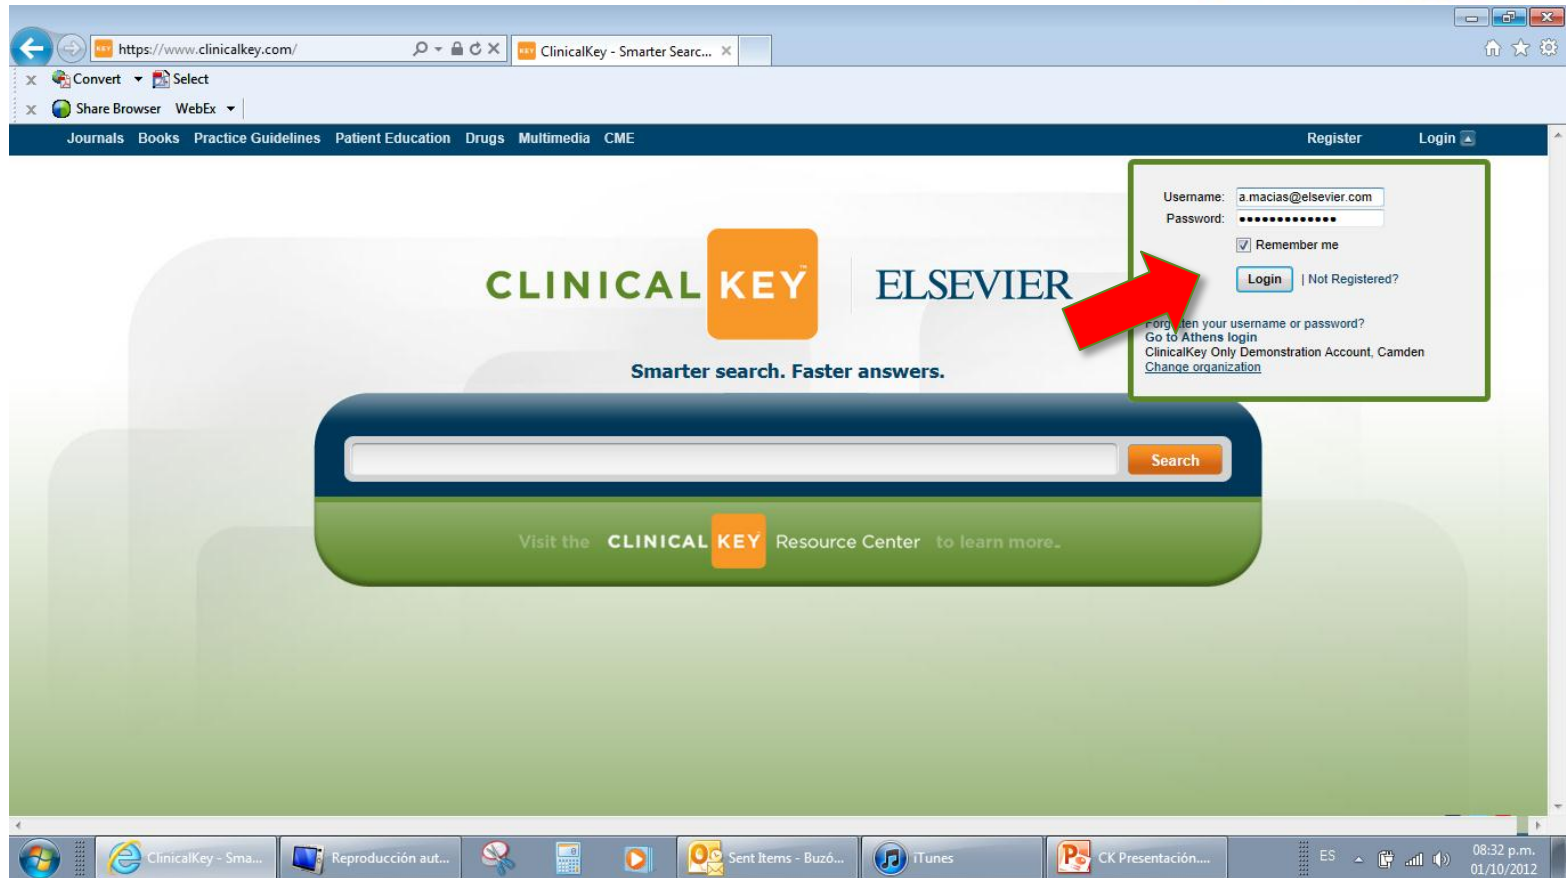 https://www.clinicalkey.com/
ClinicalKey - Smarter Searc...
Convert Select
Share Browser WebEx
Journals Books Practice Guidelines Patient Education Drugs Multimedia CME Register Login
Username: a.macias@elsevier.com
Password: •••••••••••••
Remember me
Login | Not Registered?
Forgotten your username or password?
Go to Athens login
ClinicalKey Only Demonstration Account, Camden
Change organization
CLINICAL KEY™ ELSEVIER
Smarter search. Faster answers.
Search
Visit the CLINICAL KEY Resource Center to learn more.
ClinicalKey - Sma... Reproducción aut... Sent Items - Buzó... iTunes CK Presentación.... ES 08:32 p.m.
01/10/2012